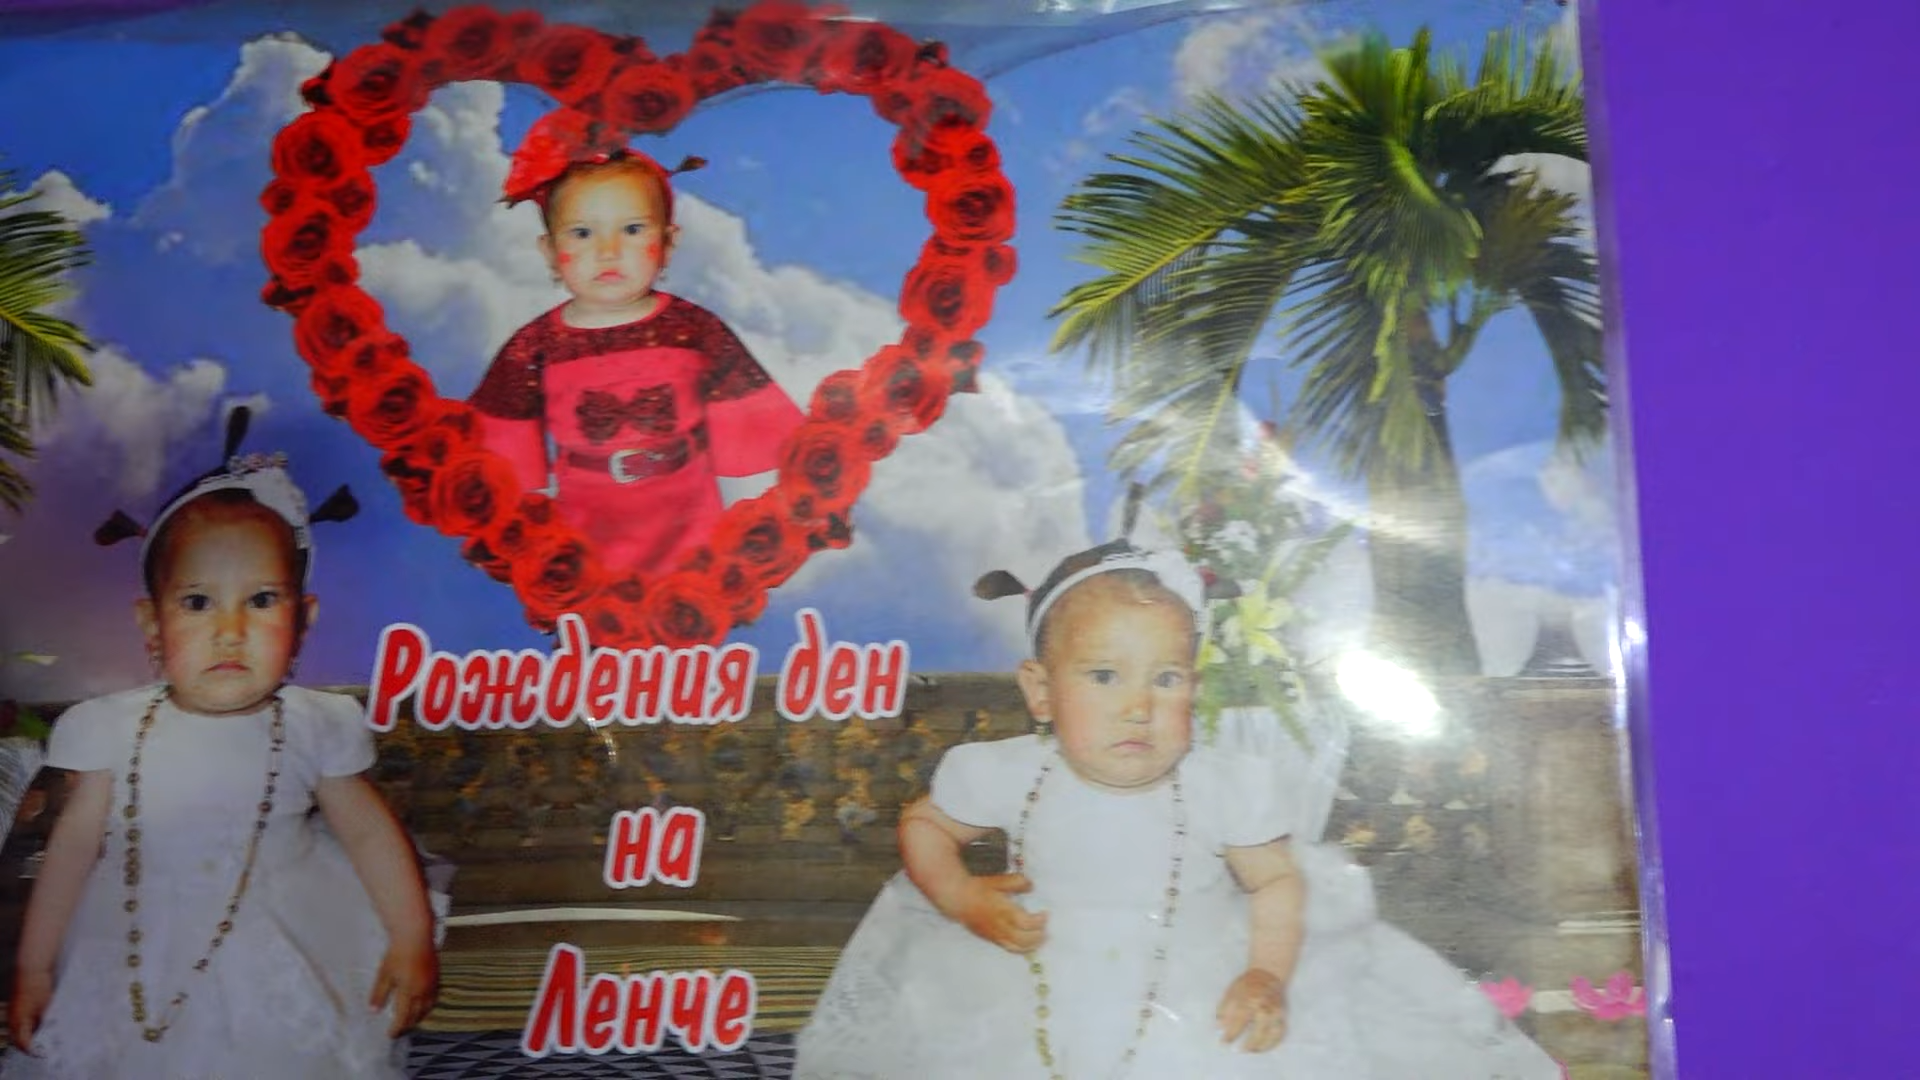 Рождения ден
на
Ленче